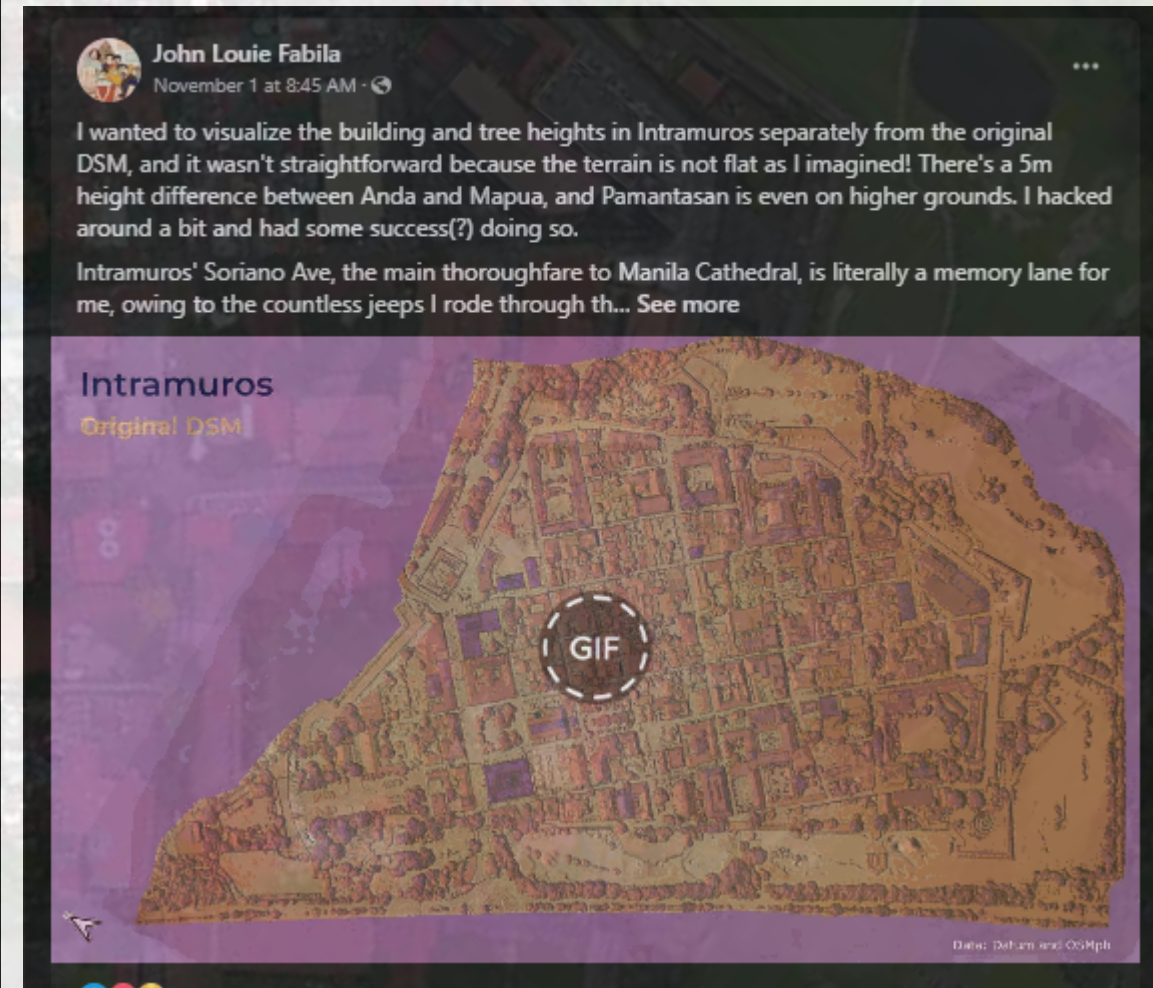 John Louie Fabila
November 1 at 8:45 AM ·
I wanted to visualize the building and tree heights in Intramuros separately from the original
DSM, and it wasn't straightforward because the terrain is not flat as I imagined! There's a 5m
height difference between Anda and Mapua, and Pamantasan is even on higher grounds. I hacked
around a bit and had some success(?) doing so.
Intramuros' Soriano Ave, the main thoroughfare to Manila Cathedral, is literally a memory lane for
me, owing to the countless jeeps I rode through th... See more
Intramuros
Original DSM
GIF
Data: Datum and OSMph